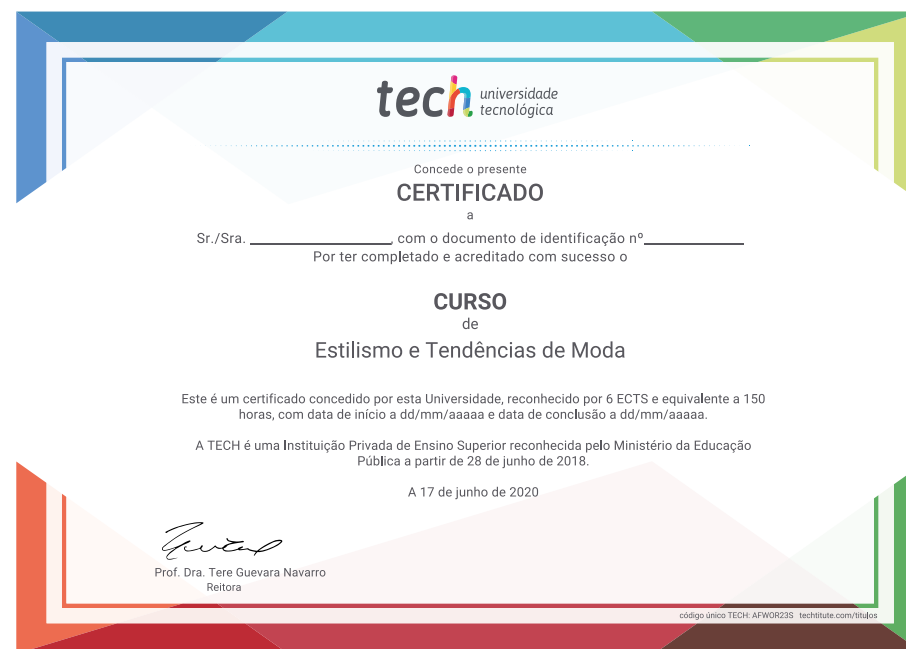 tech universidade
tecnológica
Concede o presente
CERTIFICADO
a
Sr./Sra. __________________, com o documento de identificação nº____________
Por ter completado e acreditado com sucesso o
CURSO
de
Estilismo e Tendências de Moda
Este é um certificado concedido por esta Universidade, reconhecido por 6 ECTS e equivalente a 150
horas, com data de início a dd/mm/aaaaa e data de conclusão a dd/mm/aaaaa.
A TECH é uma Instituição Privada de Ensino Superior reconhecida pelo Ministério da Educação
Pública a partir de 28 de junho de 2018.
A 17 de junho de 2020
Prof. Dra. Tere Guevara Navarro
Reitora
código único TECH: AFWOR23S techtitute.com/titulos